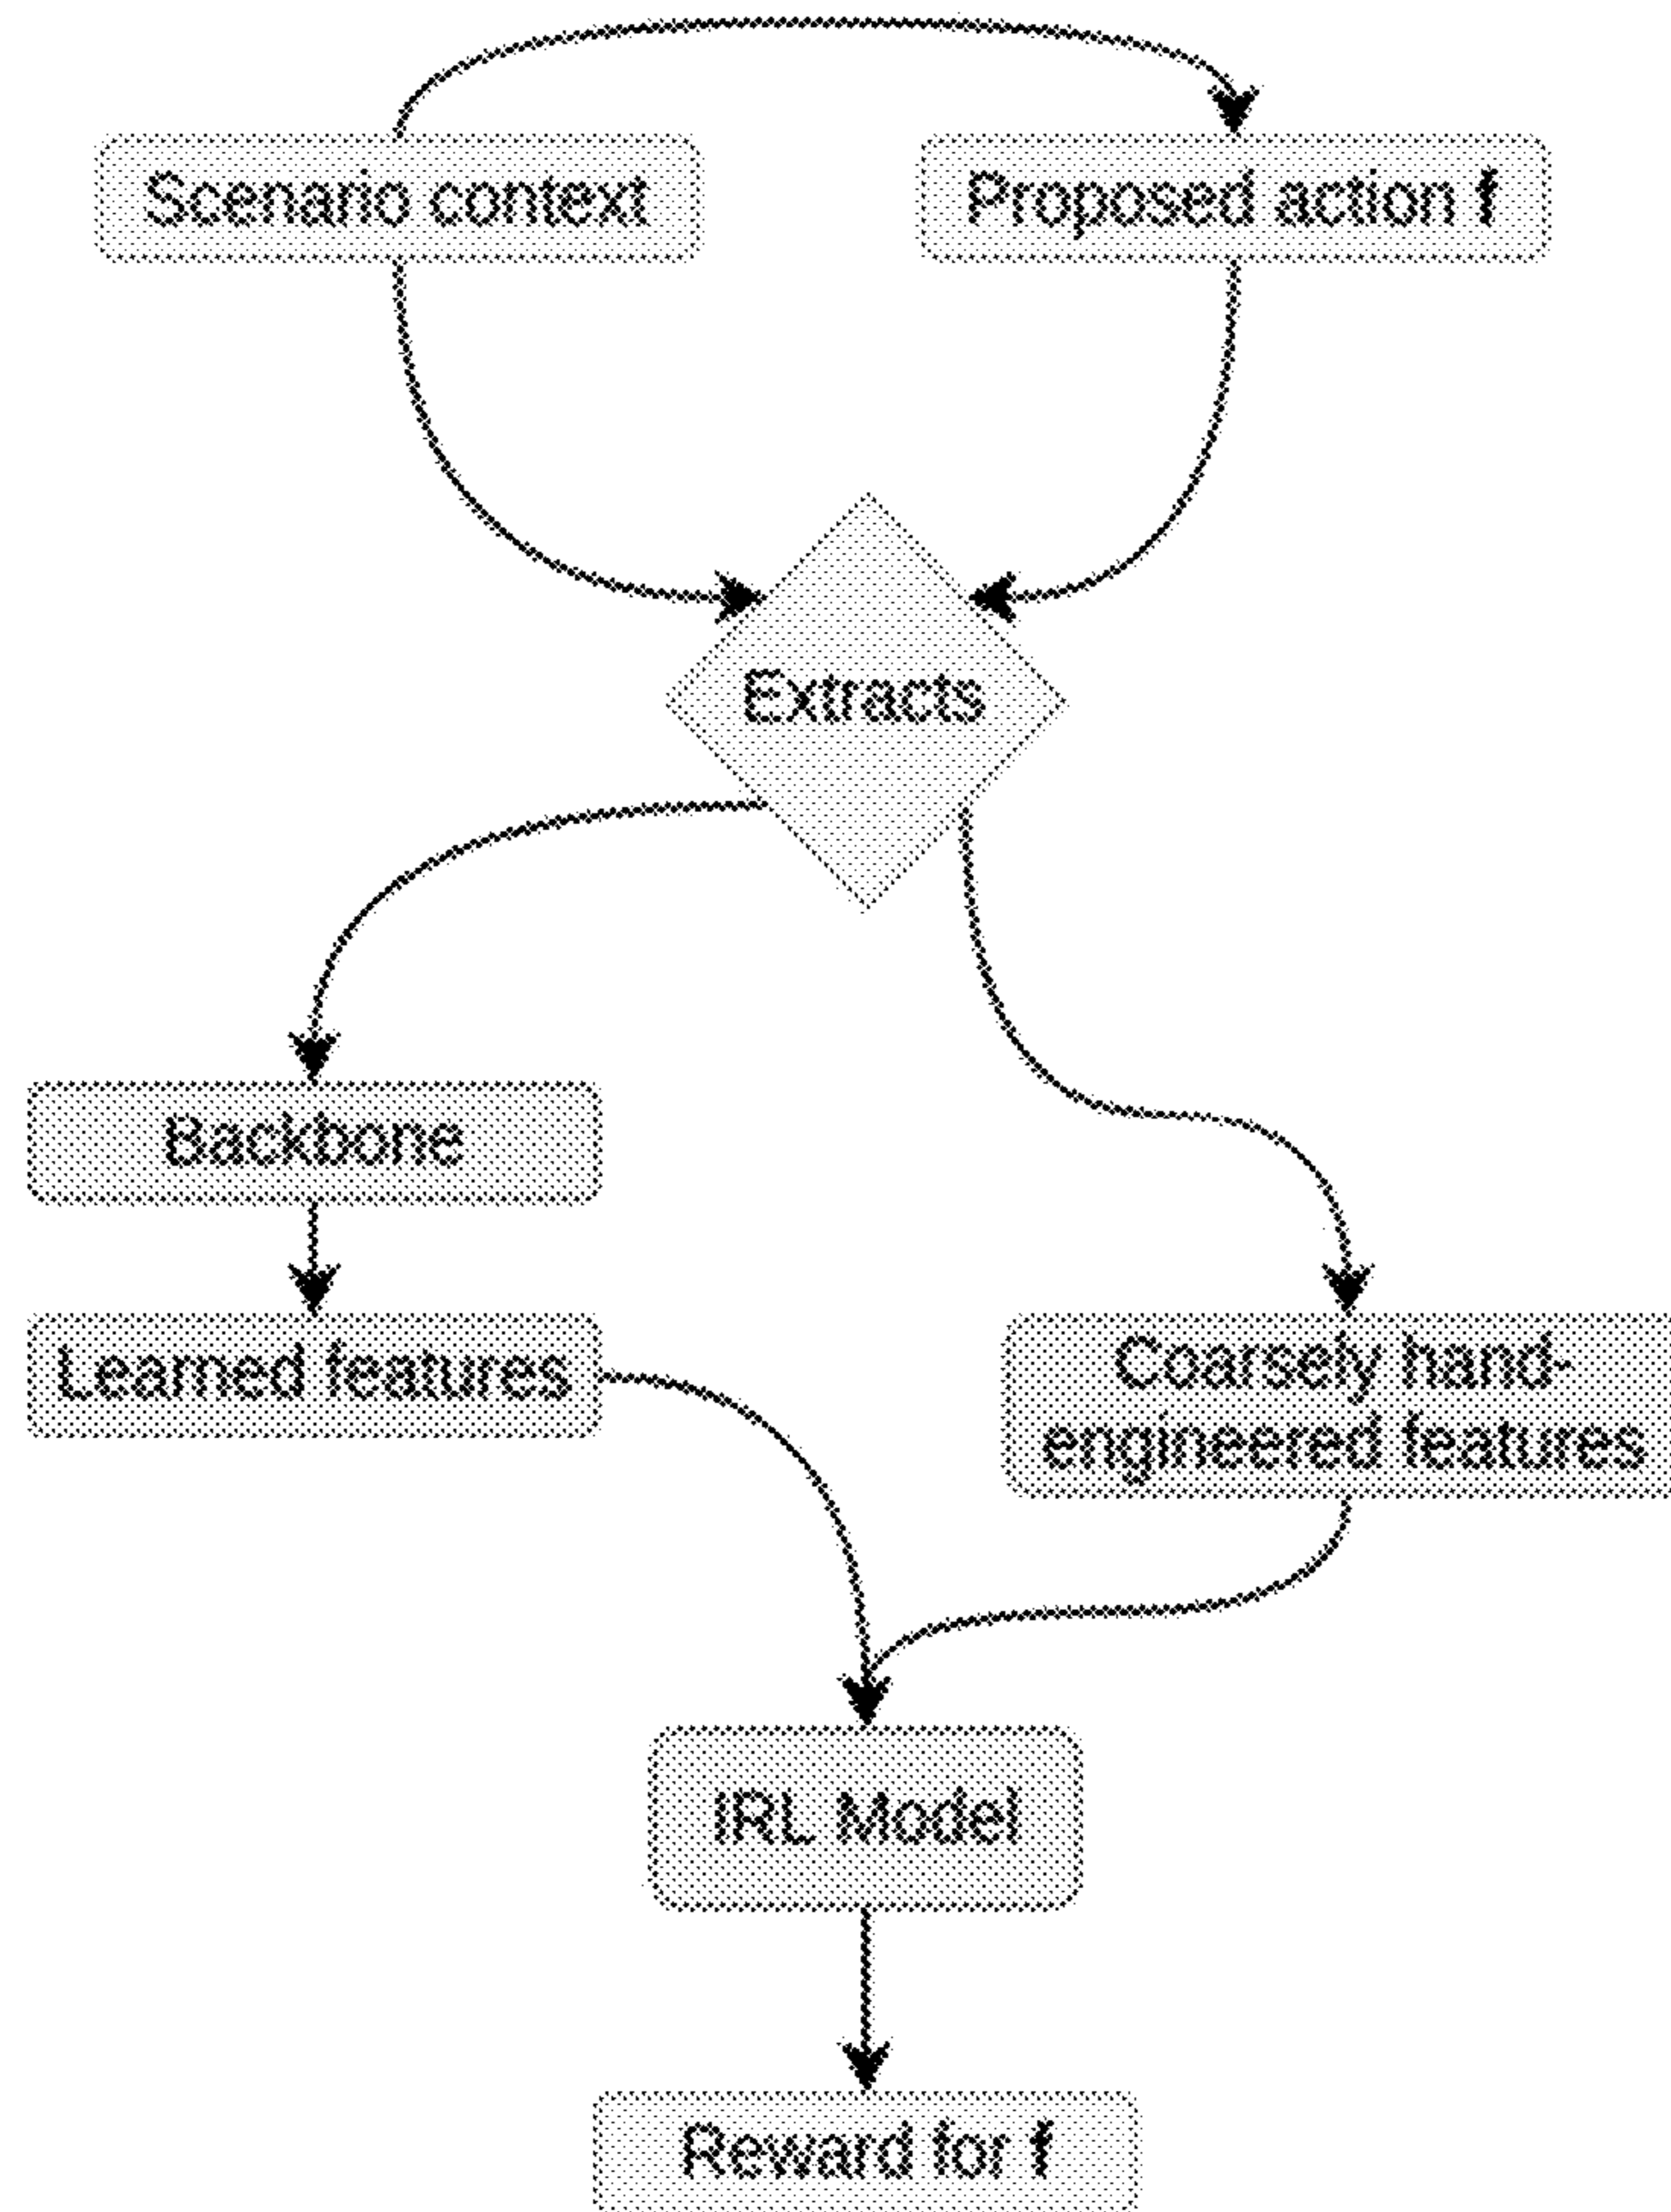 Scenario context
Proposed action f
Extracts
Backbone
Learned features
Coarsely hand-
engineered features
IRL Model
Reward for f